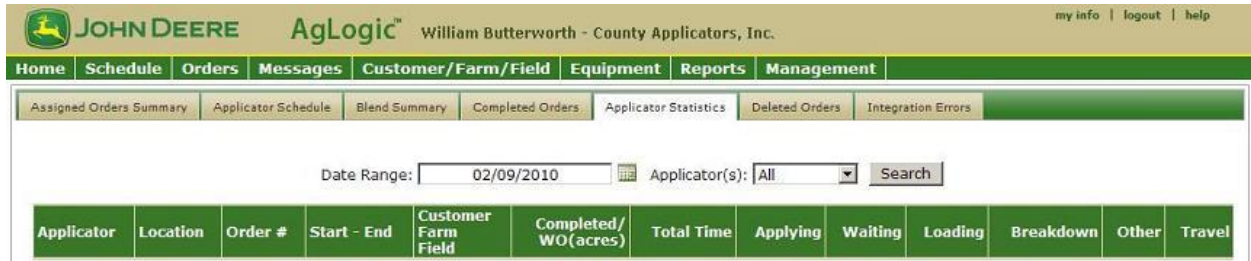 JOHN DEERE AgLogic™ William Butterworth - County Applicators, Inc. my info | logout | help
Home Schedule Orders Messages Customer/Farm/Field Equipment Reports Management
Assigned Orders Summary Applicator Schedule Blend Summary Completed Orders Applicator Statistics Deleted Orders Integration Errors
Date Range: 02/09/2010 Applicator(s): All Search
Applicator Location Order # Start - End Customer Farm Field Completed/ WO(acres) Total Time Applying Waiting Loading Breakdown Other Travel